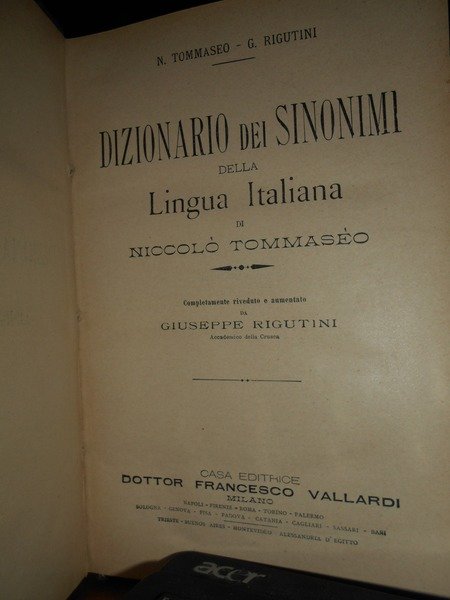 N. TOMMASEO - G. RIGUTINI
DIZIONARIO DEI SINONIMI
DELLA
Lingua Italiana
DI
NICCOLÒ TOMMASÈO
Completamente riveduto e aumentato
DA
GIUSEPPE RIGUTINI
Accademico della Crusca
CASA EDITRICE
DOTTOR FRANCESCO VALLARDI
MILANO
NAPOLI - FIRENZE - ROMA - TORINO - PALERMO
BOLOGNA - GENOVA - PISA - PADOVA - CATANIA - CAGLIARI - SASSARI - BARI
TRIESTE - BUENOS AIRES - MONTEVIDEO ALESSANDRIA D'EGITTO
acer